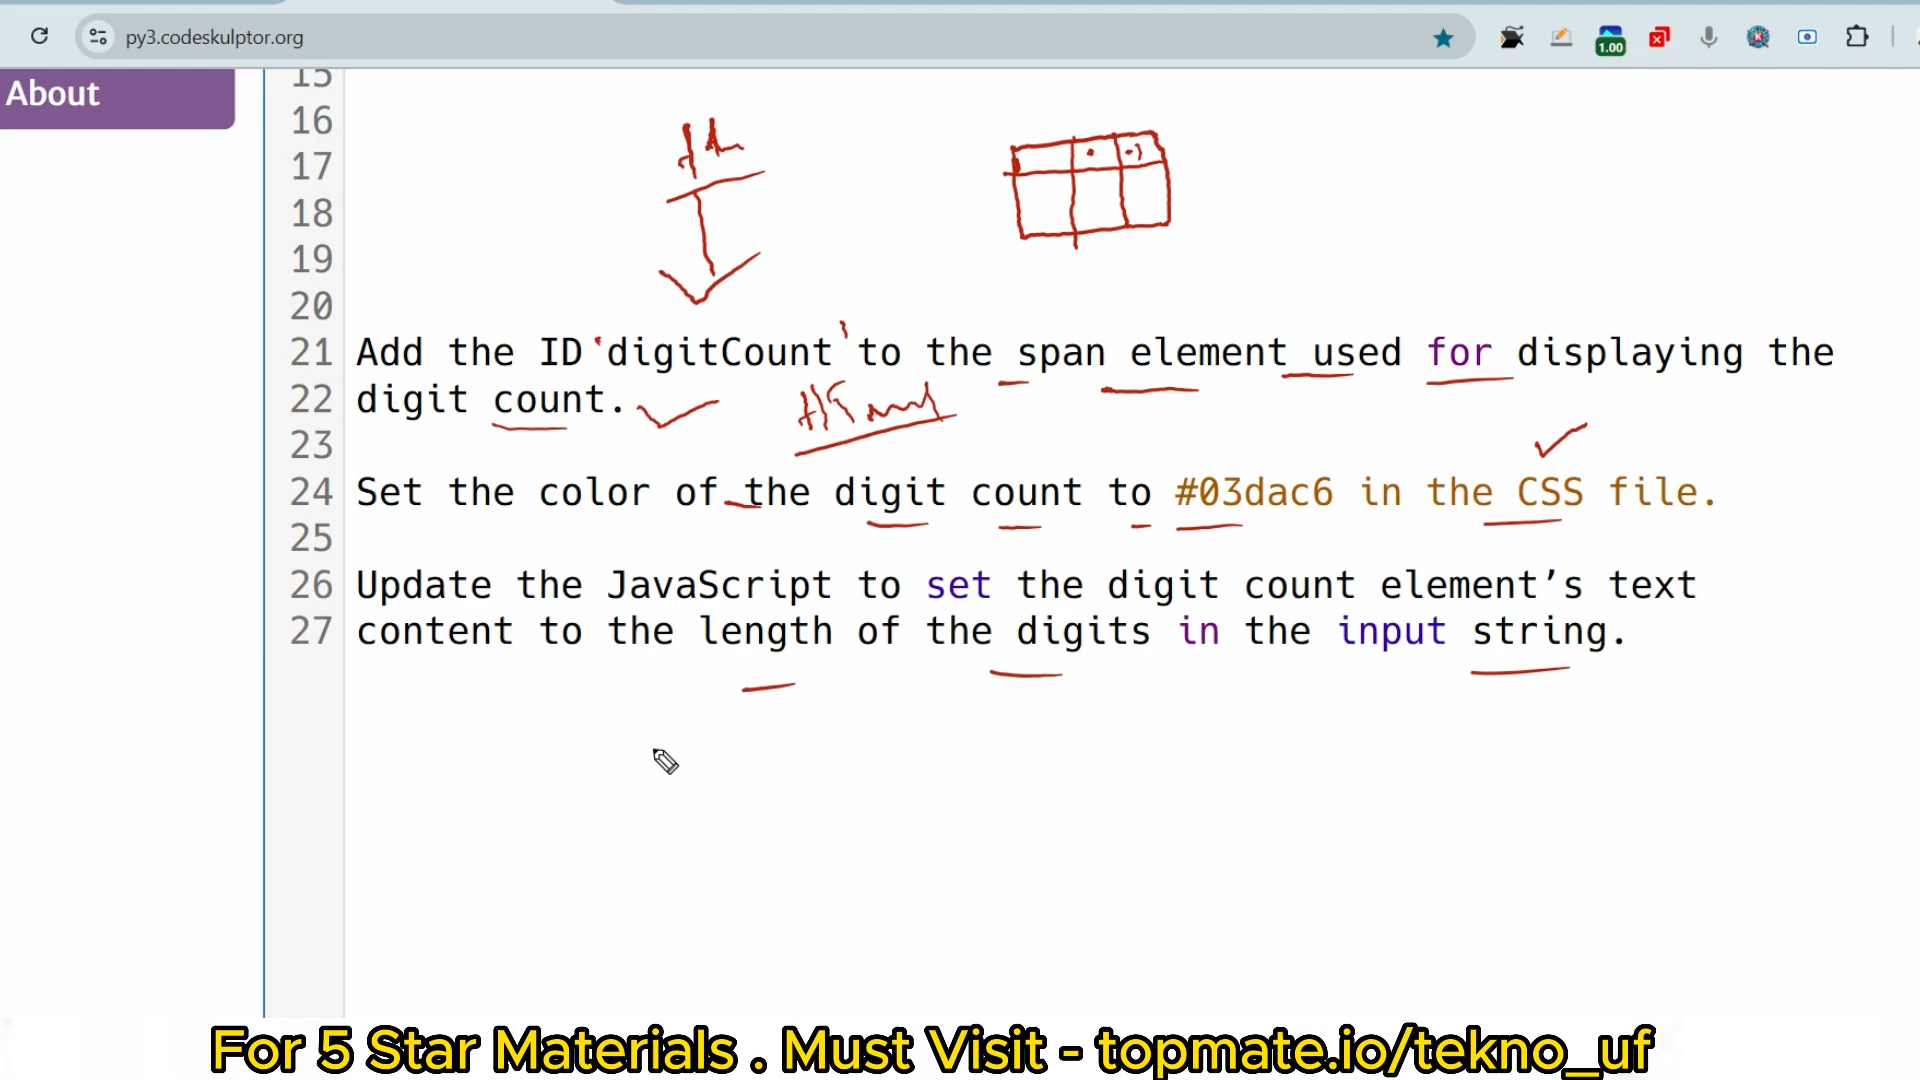 py3.codeskulptor.org
1.00
About
15
16
17
18
19
20
21 Add the ID 'digitCount' to the span element used for displaying the
22 digit count.
HTML
23
24 Set the color of the digit count to #03dac6 in the CSS file.
25
26 Update the JavaScript to set the digit count element’s text
27 content to the length of the digits in the input string.
For 5 Star Materials . Must Visit - topmate.io/tekno_uf